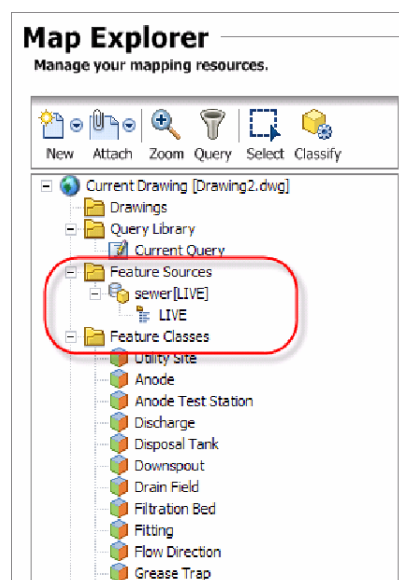 Map Explorer
Manage your mapping resources.
New Attach Zoom Query Select Classify
Current Drawing [Drawing2.dwg]
Drawings
Query Library
Current Query
Feature Sources
sewer[LIVE]
LIVE
Feature Classes
Utility Site
Anode
Anode Test Station
Discharge
Disposal Tank
Downspout
Drain Field
Filtration Bed
Fitting
Flow Direction
Grease Trap